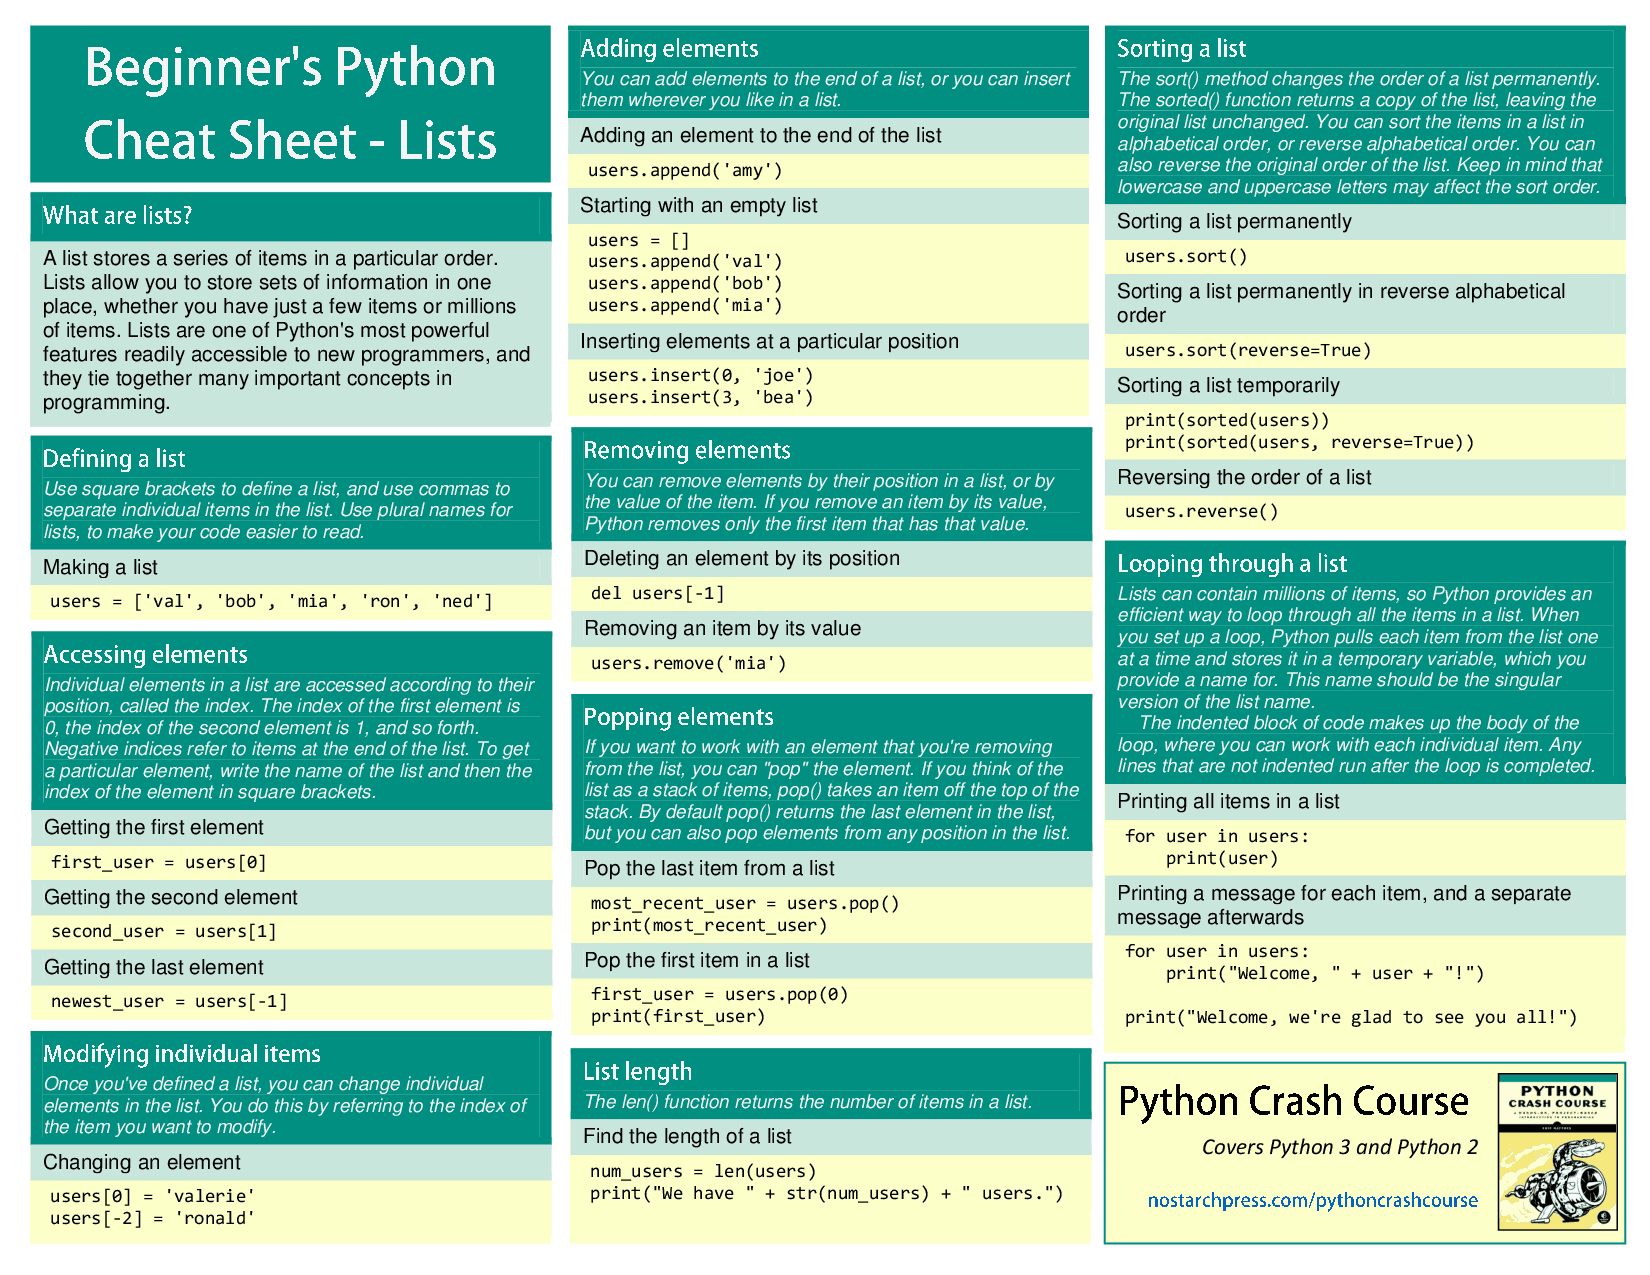 Beginner's Python
Cheat Sheet - Lists
What are lists?
A list stores a series of items in a particular order.
Lists allow you to store sets of information in one
place, whether you have just a few items or millions
of items. Lists are one of Python's most powerful
features readily accessible to new programmers, and
they tie together many important concepts in
programming.
Defining a list
Use square brackets to define a list, and use commas to
separate individual items in the list. Use plural names for
lists, to make your code easier to read.
Making a list
users = ['val', 'bob', 'mia', 'ron', 'ned']
Accessing elements
Individual elements in a list are accessed according to their
position, called the index. The index of the first element is
0, the index of the second element is 1, and so forth.
Negative indices refer to items at the end of the list. To get
a particular element, write the name of the list and then the
index of the element in square brackets.
Getting the first element
first_user = users[0]
Getting the second element
second_user = users[1]
Getting the last element
newest_user = users[-1]
Modifying individual items
Once you've defined a list, you can change individual
elements in the list. You do this by referring to the index of
the item you want to modify.
Changing an element
users[0] = 'valerie'
users[-2] = 'ronald'
Adding elements
You can add elements to the end of a list, or you can insert
them wherever you like in a list.
Adding an element to the end of the list
users.append('amy')
Starting with an empty list
users = []
users.append('val')
users.append('bob')
users.append('mia')
Inserting elements at a particular position
users.insert(0, 'joe')
users.insert(3, 'bea')
Removing elements
You can remove elements by their position in a list, or by
the value of the item. If you remove an item by its value,
Python removes only the first item that has that value.
Deleting an element by its position
del users[-1]
Removing an item by its value
users.remove('mia')
Popping elements
If you want to work with an element that you're removing
from the list, you can "pop" the element. If you think of the
list as a stack of items, pop() takes an item off the top of the
stack. By default pop() returns the last element in the list,
but you can also pop elements from any position in the list.
Pop the last item from a list
most_recent_user = users.pop()
print(most_recent_user)
Pop the first item in a list
first_user = users.pop(0)
print(first_user)
List length
The len() function returns the number of items in a list.
Find the length of a list
num_users = len(users)
print("We have " + str(num_users) + " users.")
Sorting a list
The sort() method changes the order of a list permanently.
The sorted() function returns a copy of the list, leaving the
original list unchanged. You can sort the items in a list in
alphabetical order, or reverse alphabetical order. You can
also reverse the original order of the list. Keep in mind that
lowercase and uppercase letters may affect the sort order.
Sorting a list permanently
users.sort()
Sorting a list permanently in reverse alphabetical
order
users.sort(reverse=True)
Sorting a list temporarily
print(sorted(users))
print(sorted(users, reverse=True))
Reversing the order of a list
users.reverse()
Looping through a list
Lists can contain millions of items, so Python provides an
efficient way to loop through all the items in a list. When
you set up a loop, Python pulls each item from the list one
at a time and stores it in a temporary variable, which you
provide a name for. This name should be the singular
version of the list name.
The indented block of code makes up the body of the
loop, where you can work with each individual item. Any
lines that are not indented run after the loop is completed.
Printing all items in a list
for user in users:
    print(user)
Printing a message for each item, and a separate
message afterwards
for user in users:
    print("Welcome, " + user + "!")
print("Welcome, we're glad to see you all!")
Python Crash Course
Covers Python 3 and Python 2
nostarchpress.com/pythoncrashcourse
PYTHON
CRASH COURSE